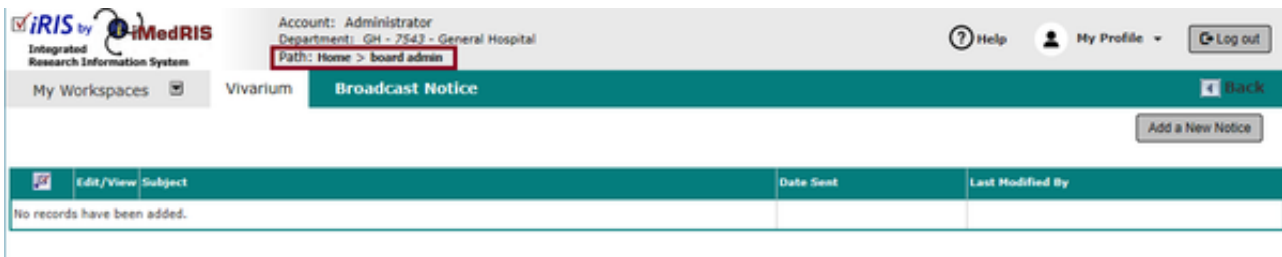 iRIS by iMedRIS
Integrated
Research Information System
Account: Administrator
Department: GH - 7543 - General Hospital
Path: Home > board admin
Help
My Profile
Log out
My Workspaces
Vivarium
Broadcast Notice
Back
Add a New Notice
Edit/View Subject Date Sent Last Modified By
No records have been added.